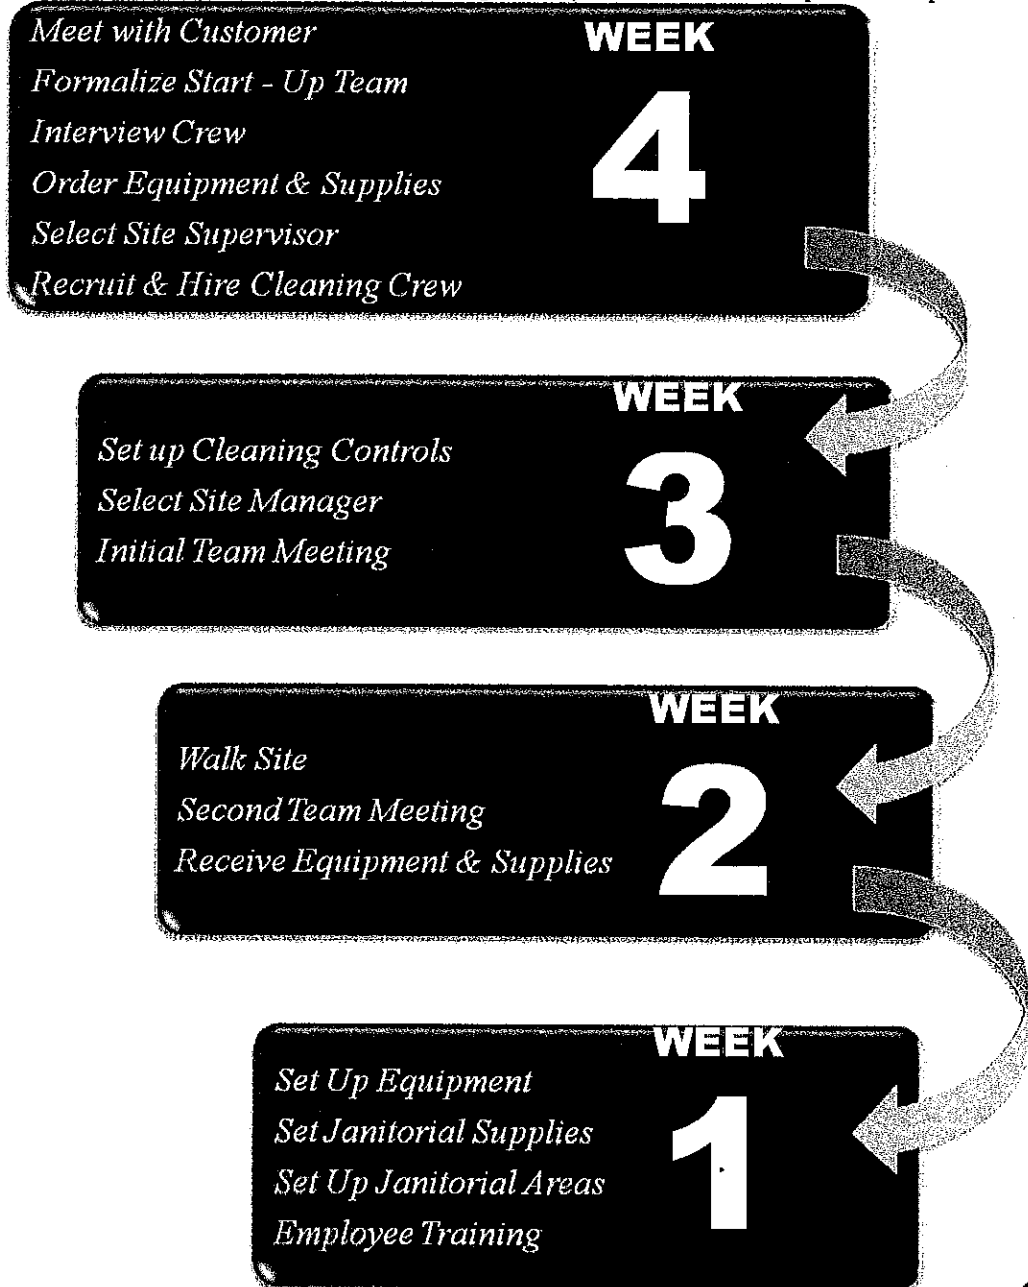 Meet with Customer
Formalize Start - Up Team
Interview Crew
Order Equipment & Supplies
Select Site Supervisor
Recruit & Hire Cleaning Crew
WEEK
4
Set up Cleaning Controls
Select Site Manager
Initial Team Meeting
WEEK
3
Walk Site
Second Team Meeting
Receive Equipment & Supplies
WEEK
2
Set Up Equipment
Set Janitorial Supplies
Set Up Janitorial Areas
Employee Training
WEEK
1